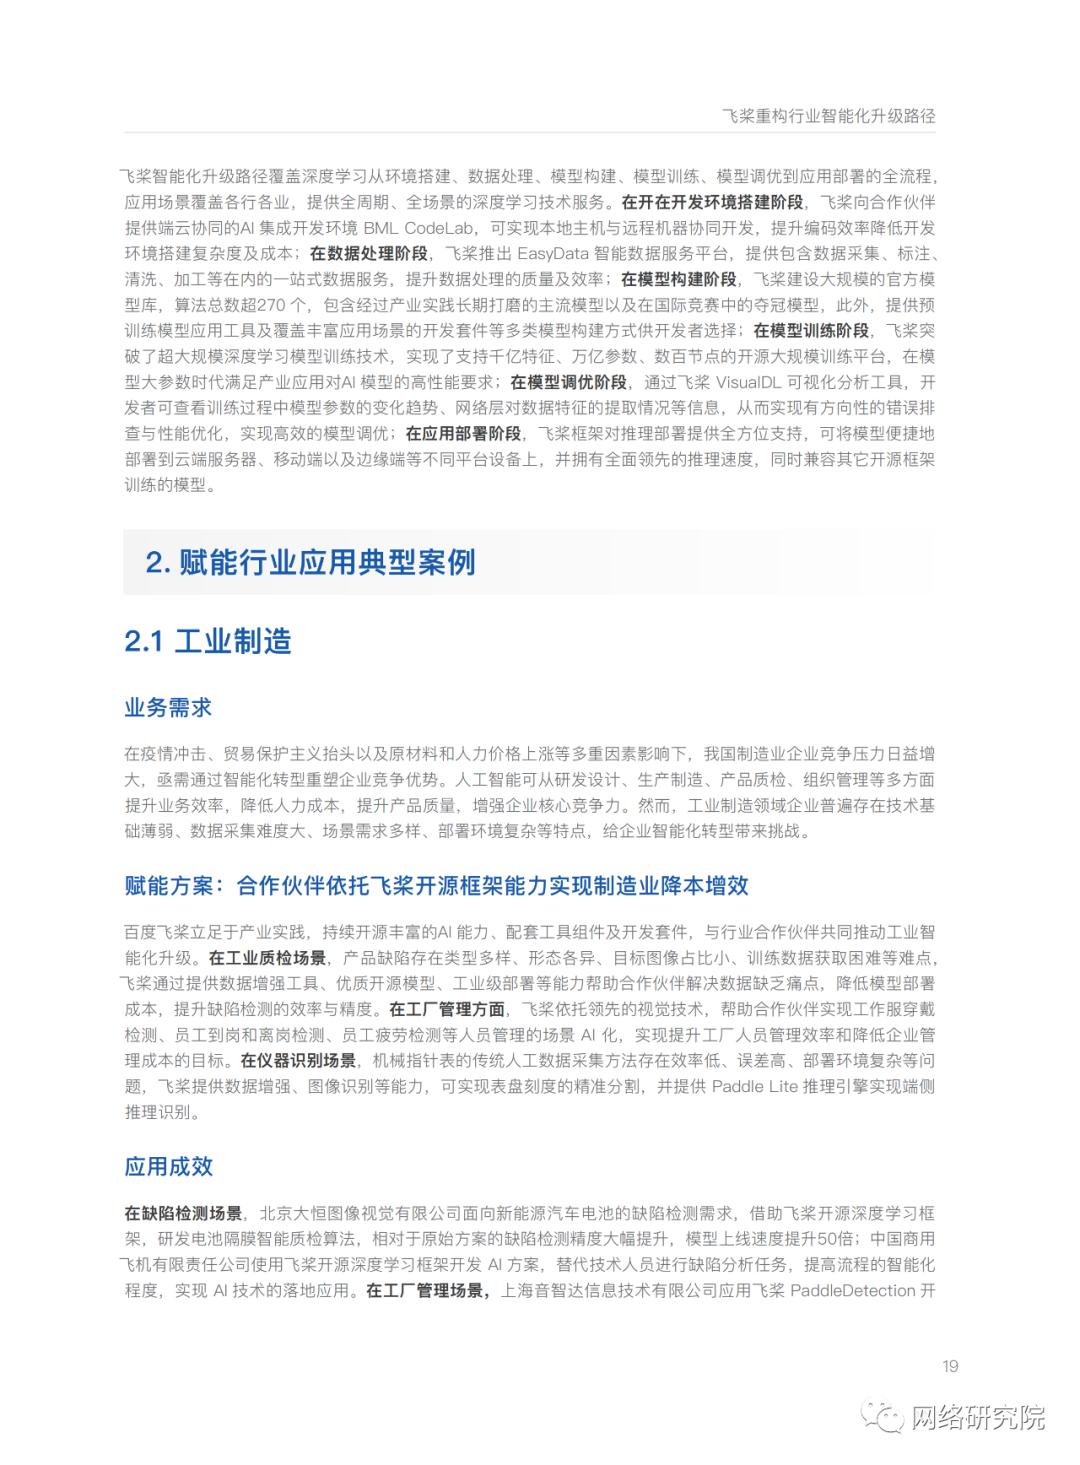 飞桨重构行业智能化升级路径
飞桨智能化升级路径覆盖深度学习从环境搭建、数据处理、模型构建、模型训练、模型调优到应用部署的全流程，
应用场景覆盖各行各业，提供全周期、全场景的深度学习技术服务。在开在开发环境搭建阶段，飞桨向合作伙伴
提供端云协同的AI 集成开发环境 BML CodeLab，可实现本地主机与远程机器协同开发，提升编码效率降低开发
环境搭建复杂度及成本；在数据处理阶段，飞桨推出 EasyData 智能数据服务平台，提供包含数据采集、标注、
清洗、加工等在内的一站式数据服务，提升数据处理的质量及效率；在模型构建阶段，飞桨建设大规模的官方模
型库，算法总数超270 个，包含经过产业实践长期打磨的主流模型以及在国际竞赛中的夺冠模型，此外，提供预
训练模型应用工具及覆盖丰富应用场景的开发套件等多类模型构建方式供开发者选择；在模型训练阶段，飞桨突
破了超大规模深度学习模型训练技术，实现了支持千亿特征、万亿参数、数百节点的开源大规模训练平台，在模
型大参数时代满足产业应用对AI 模型的高性能要求；在模型调优阶段，通过飞桨 VisualDL 可视化分析工具，开
发者可查看训练过程中模型参数的变化趋势、网络层对数据特征的提取情况等信息，从而实现有方向性的错误排
查与性能优化，实现高效的模型调优；在应用部署阶段，飞桨框架对推理部署提供全方位支持，可将模型便捷地
部署到云端服务器、移动端以及边缘端等不同平台设备上，并拥有全面领先的推理速度，同时兼容其它开源框架
训练的模型。
2. 赋能行业应用典型案例
2.1 工业制造
业务需求
在疫情冲击、贸易保护主义抬头以及原材料和人力价格上涨等多重因素影响下，我国制造业企业竞争压力日益增
大，亟需通过智能化转型重塑企业竞争优势。人工智能可从研发设计、生产制造、产品质检、组织管理等多方面
提升业务效率，降低人力成本，提升产品质量，增强企业核心竞争力。然而，工业制造领域企业普遍存在技术基
础薄弱、数据采集难度大、场景需求多样、部署环境复杂等特点，给企业智能化转型带来挑战。
赋能方案：合作伙伴依托飞桨开源框架能力实现制造业降本增效
百度飞桨立足于产业实践，持续开源丰富的AI 能力、配套工具组件及开发套件，与行业合作伙伴共同推动工业智
能化升级。在工业质检场景，产品缺陷存在类型多样、形态各异、目标图像占比小、训练数据获取困难等难点，
飞桨通过提供数据增强工具、优质开源模型、工业级部署等能力帮助合作伙伴解决数据缺乏痛点，降低模型部署
成本，提升缺陷检测的效率与精度。在工厂管理方面，飞桨依托领先的视觉技术，帮助合作伙伴实现工作服穿戴
检测、员工到岗和离岗检测、员工疲劳检测等人员管理的场景 AI 化，实现提升工厂人员管理效率和降低企业管
理成本的目标。在仪器识别场景，机械指针表的传统人工数据采集方法存在效率低、误差高、部署环境复杂等问
题，飞桨提供数据增强、图像识别等能力，可实现表盘刻度的精准分割，并提供 Paddle Lite 推理引擎实现端侧
推理识别。
应用成效
在缺陷检测场景，北京大恒图像视觉有限公司面向新能源汽车电池的缺陷检测需求，借助飞桨开源深度学习框
架，研发电池隔膜智能质检算法，相对于原始方案的缺陷检测精度大幅提升，模型上线速度提升50倍；中国商用
飞机有限责任公司使用飞桨开源深度学习框架开发 AI 方案，替代技术人员进行缺陷分析任务，提高流程的智能化
程度，实现 AI 技术的落地应用。在工厂管理场景，上海音智达信息技术有限公司应用飞桨 PaddleDetection 开
19
网络研究院